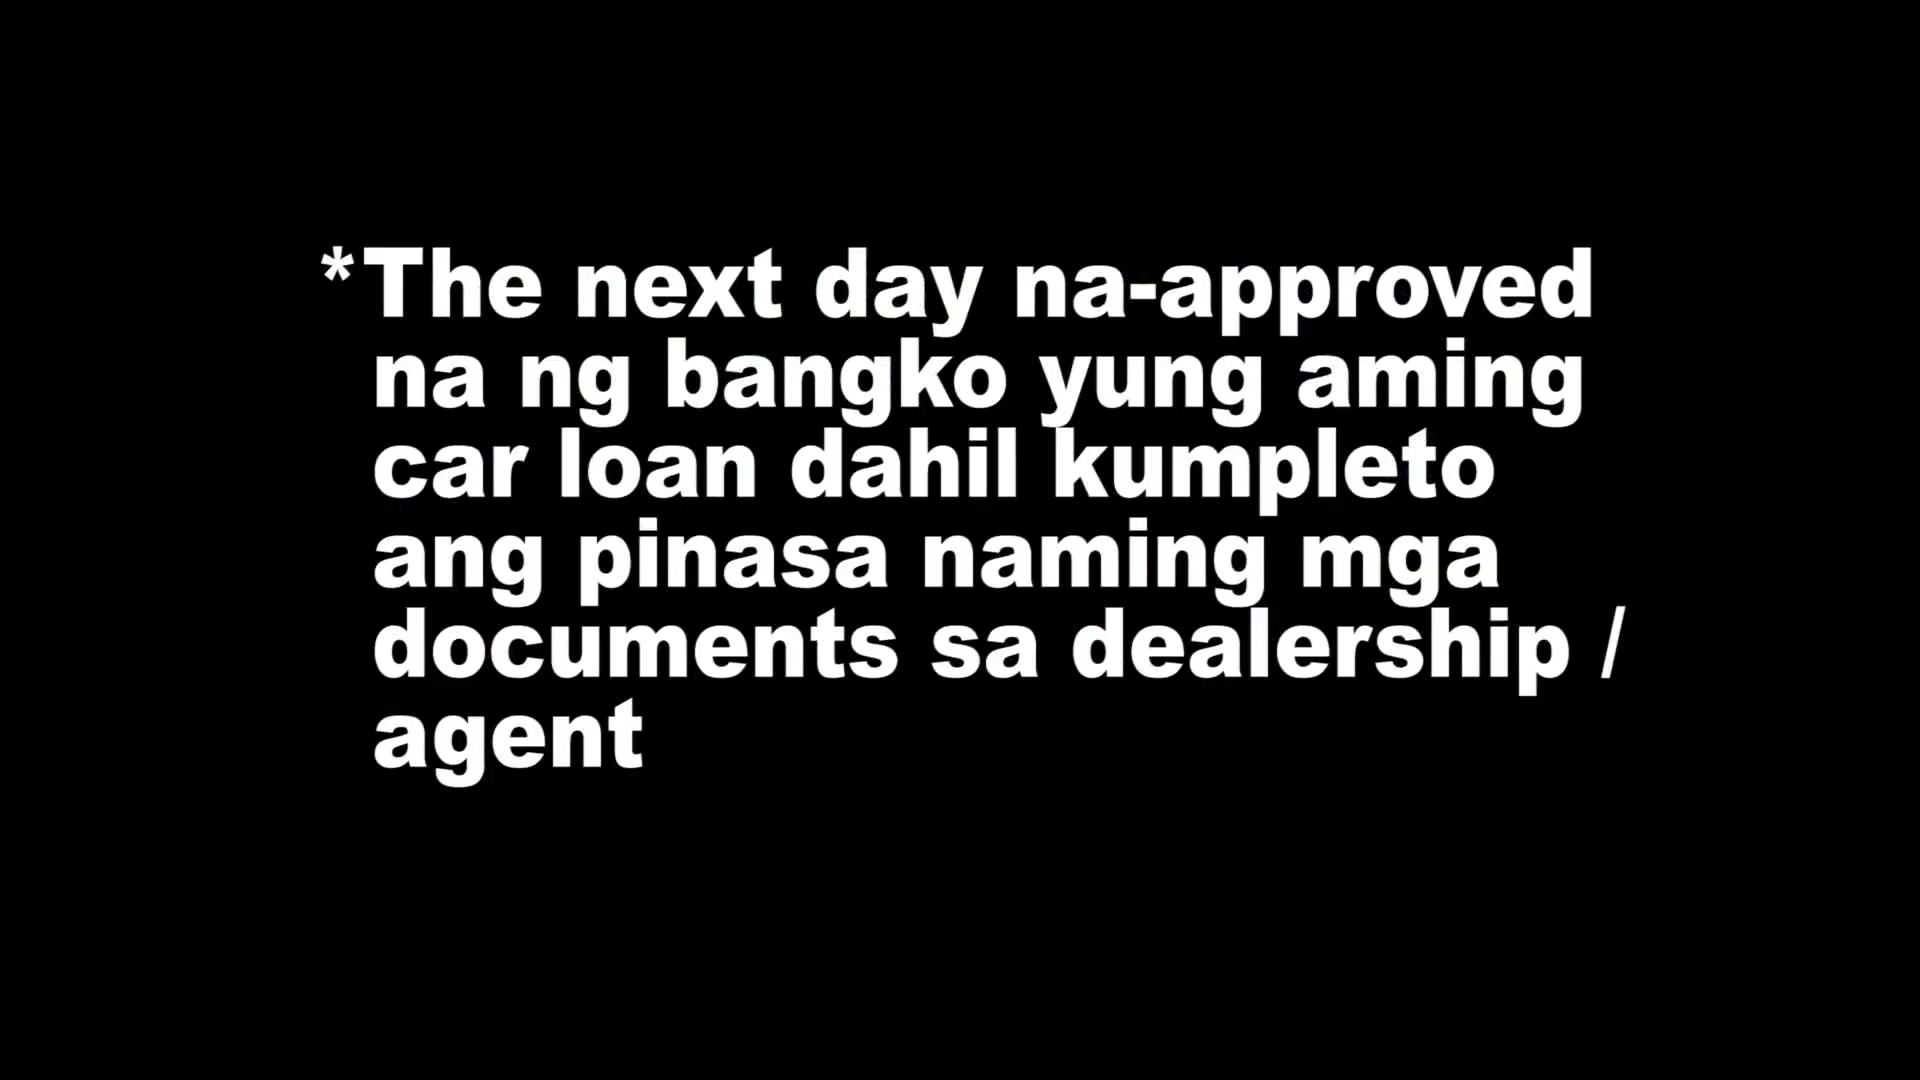 *The next day na-approved
na ng bangko yung aming
car loan dahil kumpleto
ang pinasa naming mga
documents sa dealership /
agent